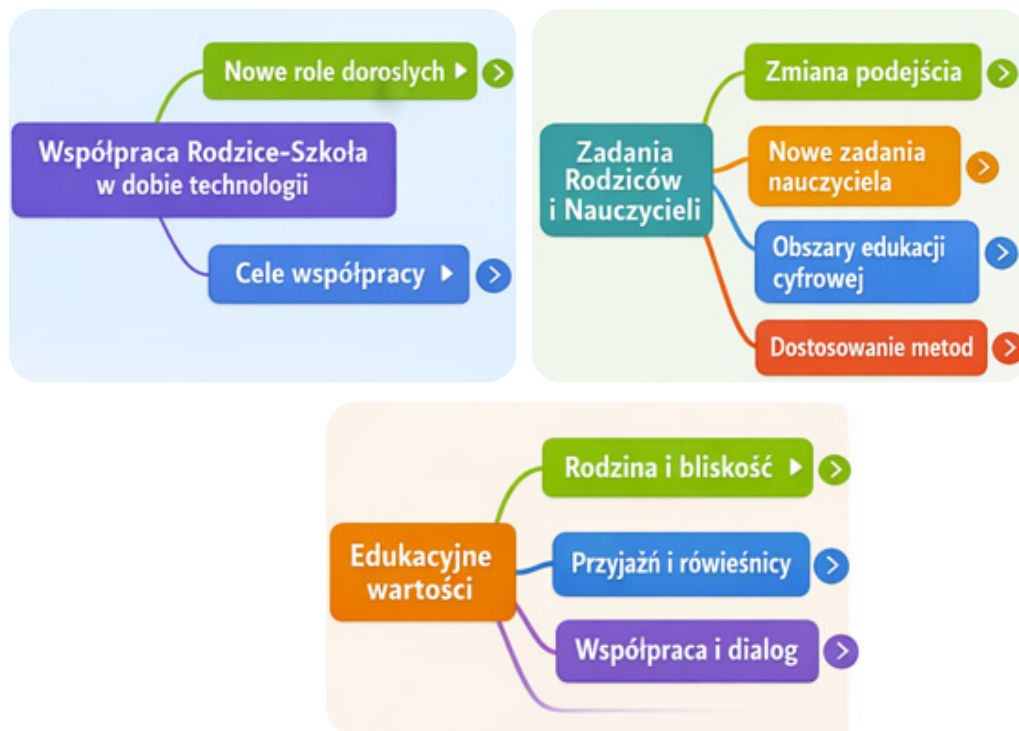 Współpraca Rodzice-Szkoła
w dobie technologii
Nowe role doroslych
Cele współpracy
Zadania
Rodziców
i Nauczycieli
Zmiana podejścia
Nowe zadania
nauczyciela
Obszary edukacji
cyfrowej
Dostosowanie metod
Edukacyjne
wartości
Rodzina i bliskość
Przyjaźń i rówieśnicy
Współpraca i dialog